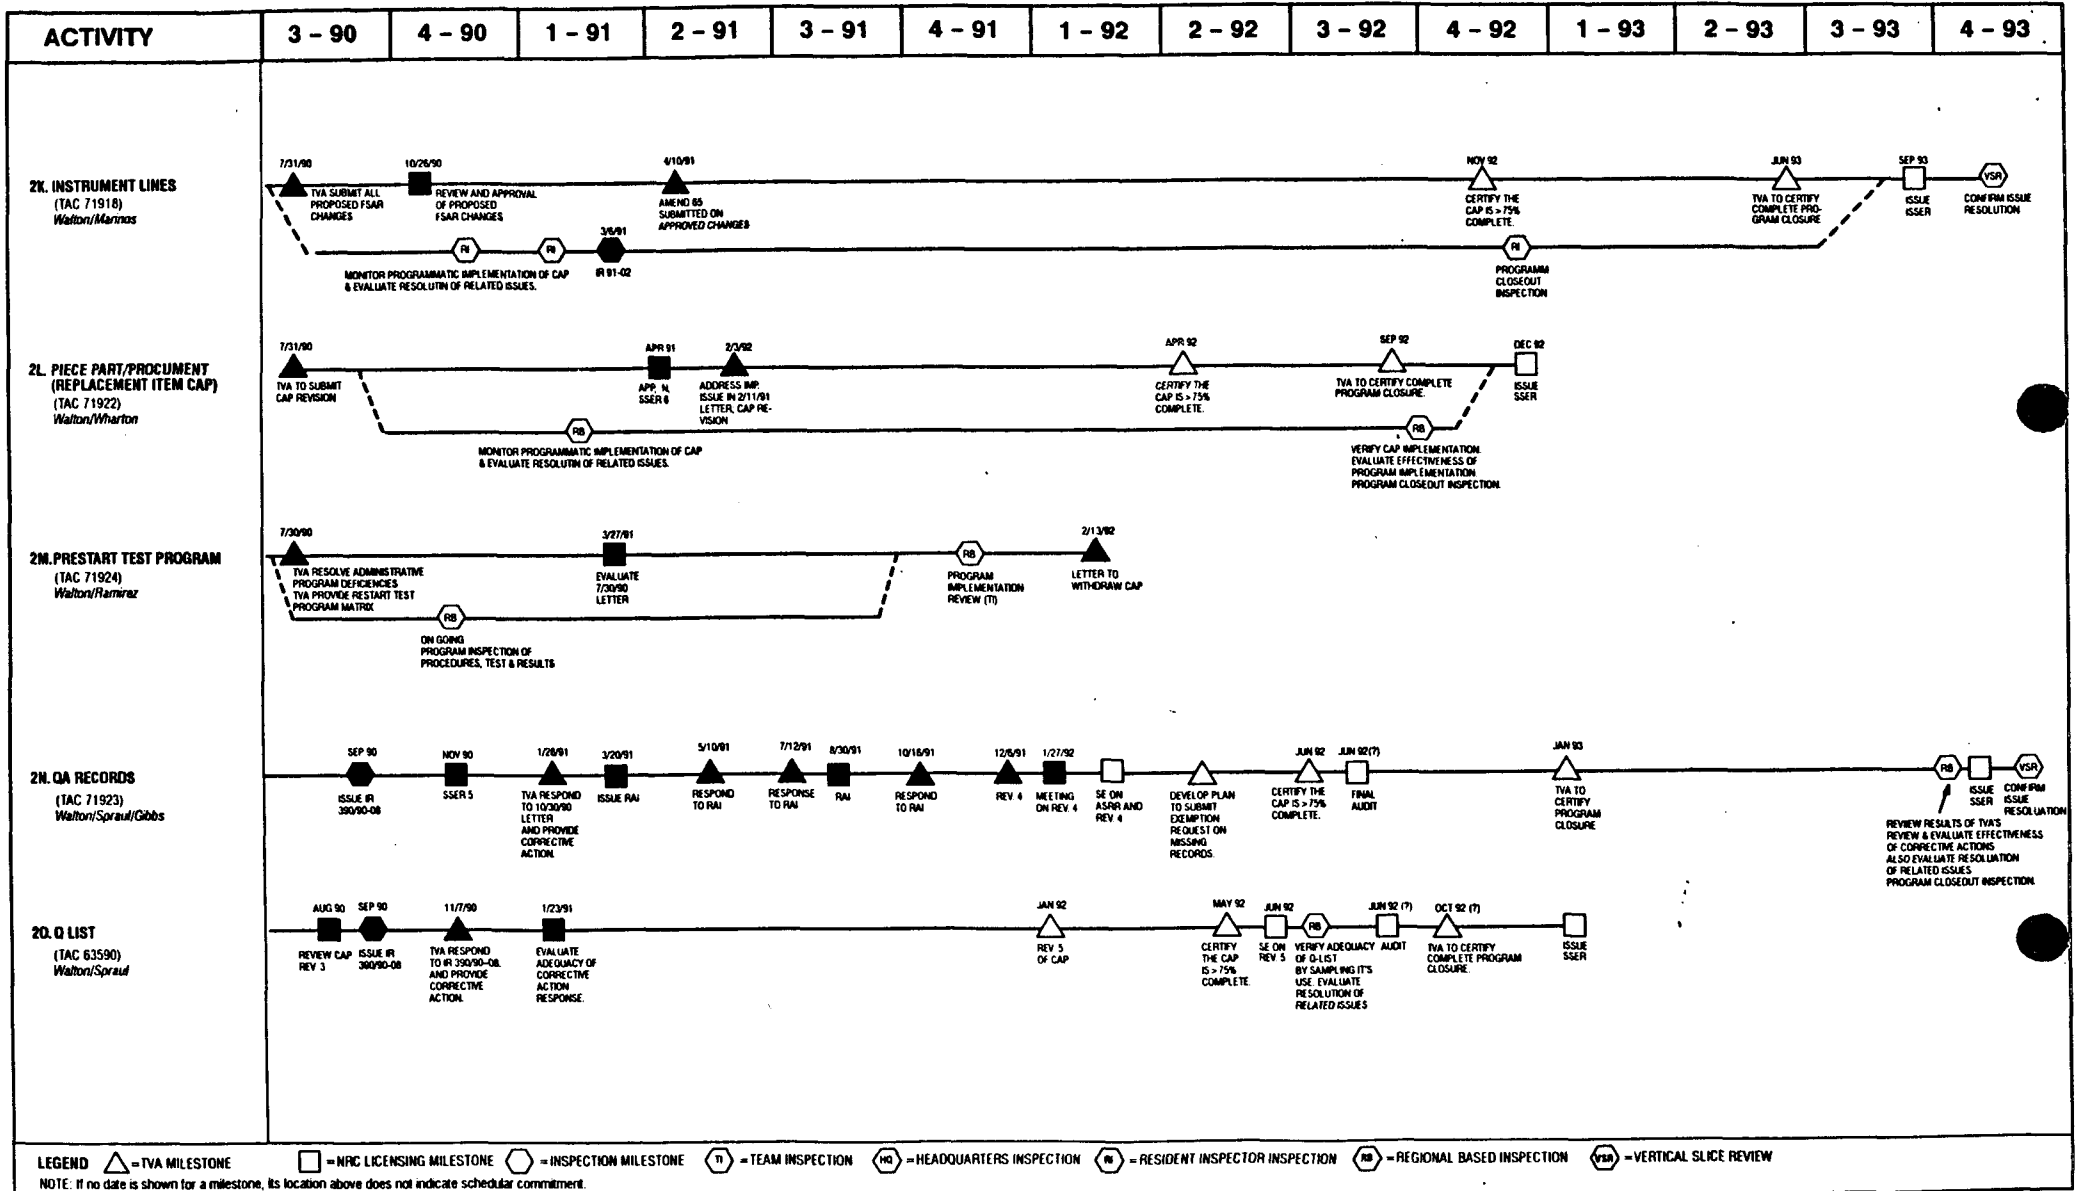 ACTIVITY
3 – 90
4 – 90
1 – 91
2 – 91
3 – 91
4 – 91
1 – 92
2 – 92
3 – 92
4 – 92
1 – 93
2 – 93
3 – 93
4 – 93
2K. INSTRUMENT LINES
(TAC 71918)
Walton/Marinos
7/31/90
TVA SUBMIT ALL
PROPOSED FSAR
CHANGES
10/26/90
REVIEW AND APPROVAL
OF PROPOSED
FSAR CHANGES
4/10/91
AMEND 65
SUBMITTED ON
APPROVED CHANGES
NOV 92
CERTIFY THE
CAP IS > 75%
COMPLETE.
JUN 93
TVA TO CERTIFY
COMPLETE PRO-
GRAM CLOSURE
SEP 93
ISSUE
ISSER
VSR
CONFIRM ISSUE
RESOLUTION
RI
RI
3/6/91
IR 91-02
MONITOR PROGRAMMATIC IMPLEMENTATION OF CAP
& EVALUATE RESOLUTIN OF RELATED ISSUES.
RI
PROGRAMM
CLOSEOUT
INSPECTION
2L. PIECE PART/PROCUMENT
(REPLACEMENT ITEM CAP)
(TAC 71922)
Walton/Wharton
7/31/90
TVA TO SUBMIT
CAP REVISION
APR 91
APP. N,
SSER 6
2/3/92
ADDRESS IMP.
ISSUE IN 2/11/91
LETTER, CAP RE-
VISION
APR 92
CERTIFY THE
CAP IS > 75%
COMPLETE.
SEP 92
TVA TO CERTIFY COMPLETE
PROGRAM CLOSURE.
DEC 92
ISSUE
SSER
RB
MONITOR PROGRAMMATIC IMPLEMENTATION OF CAP
& EVALUATE RESOLUTIN OF RELATED ISSUES.
RB
VERIFY CAP IMPLEMENTATION.
EVALUATE EFFECTIVENESS OF
PROGRAM IMPLEMENTATION
PROGRAM CLOSEOUT INSPECTION.
2M.PRESTART TEST PROGRAM
(TAC 71924)
Walton/Ramirez
7/30/90
TVA RESOLVE ADMINISTRATIVE
PROGRAM DEFICIENCIES
TVA PROVIDE RESTART TEST
PROGRAM MATRIX
3/27/91
EVALUATE
7/30/90
LETTER
RB
PROGRAM
IMPLEMENTATION
REVIEW (TI)
2/13/92
LETTER TO
WITHDRAW CAP
RB
ON GOING
PROGRAM INSPECTION OF
PROCEDURES, TEST & RESULTS
2N. QA RECORDS
(TAC 71923)
Walton/Spraul/Gibbs
SEP 90
ISSUE IR
390/90-08
NOV 90
SSER 5
1/28/91
TVA RESPOND
TO 10/30/90
LETTER
AND PROVIDE
CORRECTIVE
ACTION.
3/20/91
ISSUE RAI
5/10/91
RESPOND
TO RAI
7/12/91
RESPONSE
TO RAI
8/30/91
RAI
10/16/91
RESPOND
TO RAI
12/6/91
REV. 4
1/27/92
MEETING
ON REV. 4
SE ON
ASRR AND
REV. 4
DEVELOP PLAN
TO SUBMIT
EXEMPTION
REQUEST ON
MISSING
RECORDS.
JUN 92
CERTIFY THE
CAP IS > 75%
COMPLETE.
JUN 92(?)
FINAL
AUDIT
JAN 93
TVA TO
CERTIFY
PROGRAM
CLOSURE
RB
ISSUE
SSER
VSR
CONFIRM
ISSUE
RESOLUATION
REVIEW RESULTS OF TVA'S
REVIEW & EVALUATE EFFECTIVENESS
OF CORRECTIVE ACTIONS
ALSO EVALUATE RESOLUATION
OF RELATED ISSUES
PROGRAM CLOSEOUT INSPECTION.
2O. Q LIST
(TAC 63590)
Walton/Spraul
AUG 90
REVIEW CAP
REV 3
SEP 90
ISSUE IR
390/90-08
11/7/90
TVA RESPOND
TO IR 390/90-08.
AND PROVIDE
CORRECTIVE
ACTION.
1/23/91
EVALUATE
ADEQUACY OF
CORRECTIVE
ACTION
RESPONSE.
JAN 92
REV. 5
OF CAP
MAY 92
CERTIFY
THE CAP
IS > 75%
COMPLETE.
JUN 92
SE ON
REV. 5
RB
VERIFY ADEQUACY
OF Q-LIST
BY SAMPLING IT'S
USE. EVALUATE
RESOLUTION OF
RELATED ISSUES
JUN 92 (?)
AUDIT
OCT 92 (?)
TVA TO CERTIFY
COMPLETE PROGRAM
CLOSURE.
ISSUE
SSER
LEGEND
=TVA MILESTONE
=NRC LICENSING MILESTONE
=INSPECTION MILESTONE
TI =TEAM INSPECTION
HQ =HEADQUARTERS INSPECTION
RI =RESIDENT INSPECTOR INSPECTION
RB =REGIONAL BASED INSPECTION
VSR =VERTICAL SLICE REVIEW
NOTE: If no date is shown for a milestone, its location above does not indicate schedular commitment.